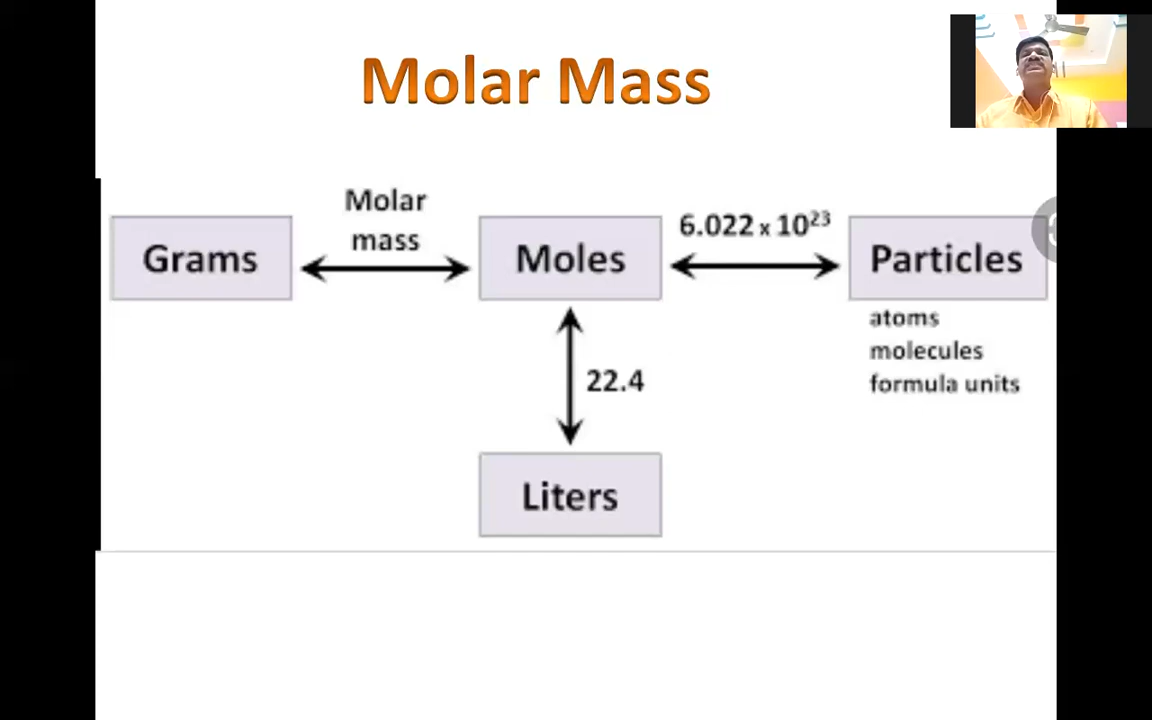 Molar Mass
Molar
mass
6.022 x 10²³
Grams
Moles
Particles
atoms
molecules
formula units
22.4
Liters